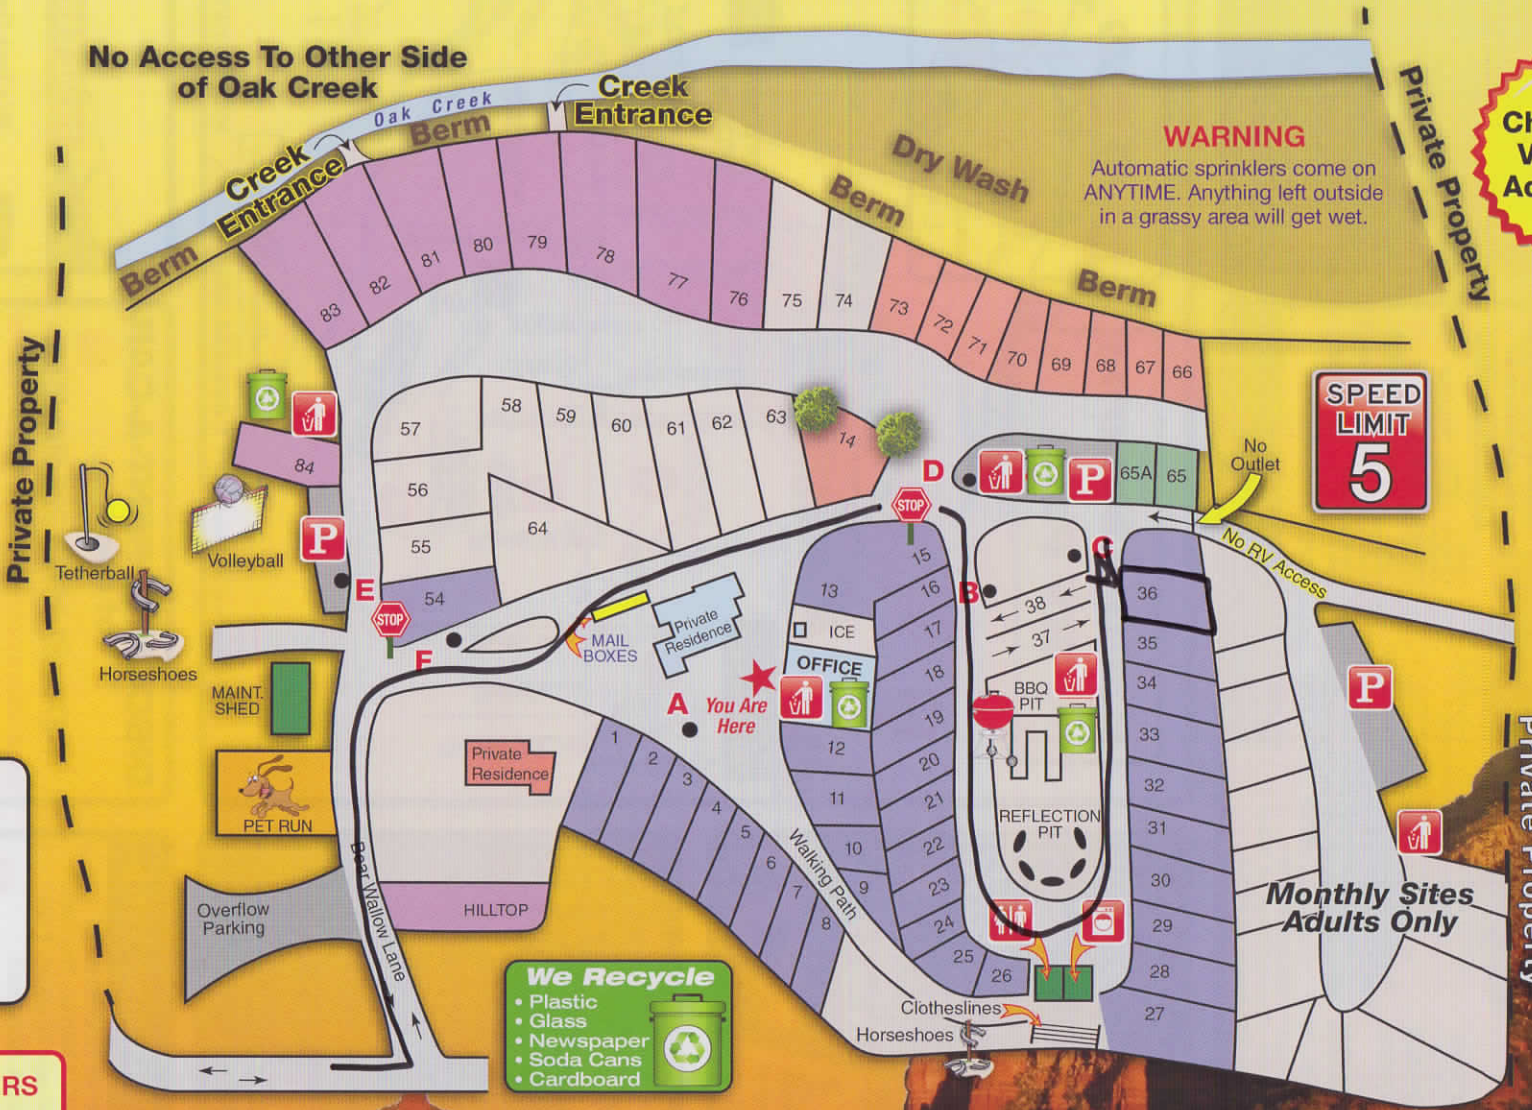 No Access To Other Side
of Oak Creek
Oak Creek
Creek
Entrance
Berm
Creek
Entrance
Berm
Dry Wash
Berm
Berm
WARNING
Automatic sprinklers come on
ANYTIME. Anything left outside
in a grassy area will get wet.
Private Property
Private Property
83
82
81
80
79
78
77
76
75
74
73
72
71
70
69
68
67
66
SPEED
LIMIT
5
57
58
59
60
61
62
63
14
84
56
55
64
54
D
STOP
P
65A
65
No
Outlet
No RV Access
Volleyball
P
Tetherball
Horseshoes
E
STOP
F
MAINT.
SHED
PET RUN
Overflow
Parking
Bear Wallow Lane
MAIL
BOXES
Private
Residence
A
You Are
Here
13
ICE
OFFICE
12
11
10
9
15
16
17
18
19
20
21
22
23
24
25
26
B
C
38
37
BBQ
PIT
REFLECTION
PIT
36
35
34
33
32
31
30
29
28
27
P
Monthly Sites
Adults Only
Private Property
Private
Residence
HILLTOP
1
2
3
4
5
6
7
8
Walking Path
Clotheslines
Horseshoes
We Recycle
• Plastic
• Glass
• Newspaper
• Soda Cans
• Cardboard
RS